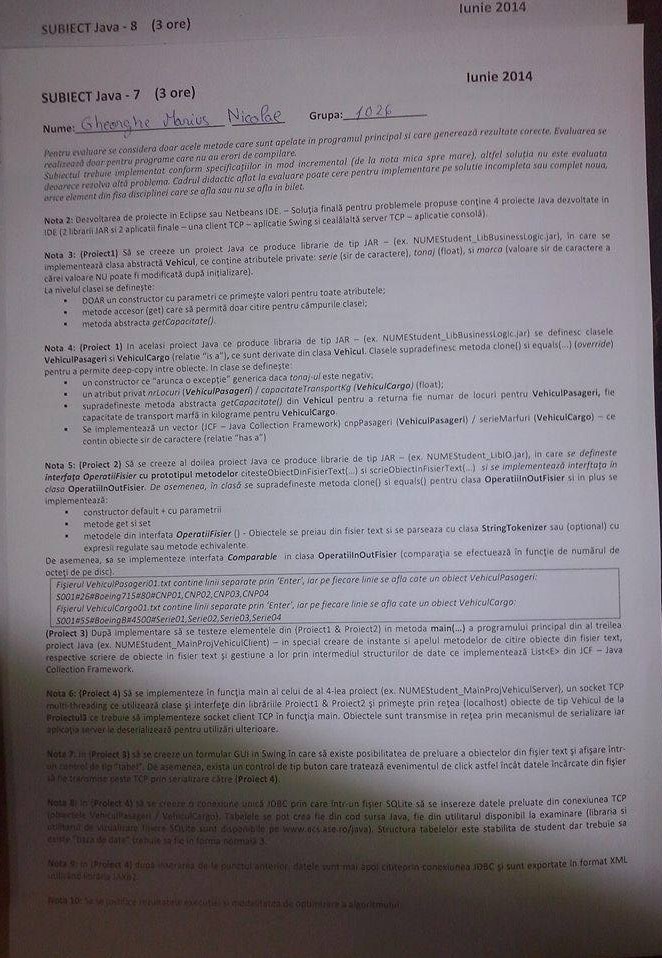 Iunie 2014
SUBIECT Java - 8 (3 ore)
Iunie 2014
SUBIECT Java - 7 (3 ore)
Nume: Gheorghe Marius Nicolae Grupa: 1026
Pentru evaluare se considera doar acele metode care sunt apelate in programul principal si care generează rezultate corecte. Evaluarea se
realizează doar pentru programe care nu au erori de compilare.
Subiectul trebuie implementat conform specificațiilor in mod incremental (de la nota mica spre mare), altfel soluția nu este evaluata
deoarece rezolva altă problema. Cadrul didactic aflat la evaluare poate cere pentru implementare pe solutie incompleta sau complet noua,
orice element din fisa disciplinei care se afla sau nu se afla in bilet.
Nota 2: Dezvoltarea de proiecte in Eclipse sau Netbeans IDE. – Soluția finală pentru problemele propuse conține 4 proiecte Java dezvoltate in
IDE (2 librarii JAR si 2 aplicatii finale – una client TCP – aplicatie Swing si cealălaltă server TCP – aplicatie consolă).
Nota 3: (Proiect1) Să se creeze un proiect Java ce produce librarie de tip JAR – (ex. NUMEStudent_LibBusinessLogic.jar), în care se
implementează clasa abstractă Vehicul, ce conține atributele private: serie (sir de caractere), tonaj (float), si marca (valoare sir de caractere a
cărei valoare NU poate fi modificată după inițializare).
La nivelul clasei se definește:
• DOAR un constructor cu parametri ce primește valori pentru toate atributele;
• metode accesor (get) care să permită doar citire pentru câmpurile clasei;
• metoda abstracta getCapacitate().
Nota 4: (Proiect 1) In acelasi proiect Java ce produce librarie de tip JAR – (ex. NUMEStudent_LibBusinessLogic.jar) se definesc clasele
VehiculPasageri si VehiculCargo (relatie "is a"), ce sunt derivate din clasa Vehicul. Clasele supradefinesc metoda clone() si equals(...) (override)
pentru a permite deep-copy intre obiecte. In clase se definește:
• un constructor ce "arunca o excepție" generica daca tonaj-ul este negativ;
• un atribut privat nrLocuri (VehiculPasageri) / capacitateTransportKg (VehiculCargo) (float);
• supradefineste metoda abstracta getCapacitate() din Vehicul pentru a returna fie numar de locuri pentru VehiculPasageri, fie
capacitate de transport marfă in kilograme pentru VehiculCargo.
• Se implementează un vector (JCF – Java Collection Framework) cnpPasageri (VehiculPasageri) / serieMarfuri (VehiculCargo) – ce
contin obiecte sir de caractere (relatie "has a")
Nota 5: (Proiect 2) Să se creeze al doilea proiect Java ce produce librarie de tip JAR – (ex. NUMEStudent_LibIO.jar), in care se definește
interfața OperatiiFisier cu prototipul metodelor citesteObiectDinFisierText(...) si scrieObiectInFisierText(...) si se implementează interfața in
clasa OperatiiInOutFisier. De asemenea, în clasă se supradefineste metoda clone() si equals() pentru clasa OperatiiInOutFisier si in plus se
implementează:
• constructor default + cu parametrii
• metode get si set
• metodele din interfata OperatiiFisier () - Obiectele se preiau din fisier text si se parseaza cu clasa StringTokenizer sau (optional) cu
expresii regulate sau metode echivalente.
De asemenea, sa se implementeze interfata Comparable in clasa OperatiiInOutFisier (comparația se efectuează în funcție de numărul de
octeți de pe disc).
Fişierul VehiculPasageri01.txt contine linii separate prin 'Enter', iar pe fiecare linie se afla cate un obiect VehiculPasageri:
S001#26#Boeing715#80#CNP01,CNP02,CNP03,CNP04
Fişierul VehiculCargo01.txt contine linii separate prin 'Enter', iar pe fiecare linie se afla cate un obiect VehiculCargo:
S001#55#BoeingB#4500#Serie01,Serie02,Serie03,Serie04
(Proiect 3) După implementare să se testeze elementele din (Proiect1 & Proiect2) in metoda main(...) a programului principal din al treilea
proiect Java (ex. NUMEStudent_MainProjVehiculClient) – in special creare de instante si apelul metodelor de citire obiecte din fisier text,
respective scriere de obiecte in fisier text şi gestiune a lor prin intermediul structurilor de date ce implementează List<E> din JCF – Java
Collection Framework.
Nota 6: (Proiect 4) Să se implementeze în funcția main al celui de al 4-lea proiect (ex. NUMEStudent_MainProjVehiculServer), un socket TCP
multi-threading ce utilizează clase și interfețe din librăriile Proiect1 & Proiect2 și primește prin rețea (localhost) obiecte de tip Vehicul de la
Proiectul3 ce trebuie să implementeze socket client TCP în funcția main. Obiectele sunt transmise in rețea prin mecanismul de serializare iar
aplicația server le deserializează pentru utilizări ulterioare.
Nota 7: In (Proiect 3) să se creeze un formular GUI in Swing în care să existe posibilitatea de preluare a obiectelor din fişier text şi afişare într-
un control de tip "label". De asemenea, exista un control de tip buton care tratează evenimentul de click astfel încât datele încărcate din fişier
să fie transmise peste TCP prin serializare către (Proiect 4).
Nota 8: In (Proiect 4) să se creeze o conexiune unică JDBC prin care într-un fişier SQLite să se insereze datele preluate din conexiunea TCP
(obiectele VehiculPasageri / VehiculCargo). Tabelele se pot crea fie din cod sursa Java, fie din utilitarul disponibil la examinare (libraria si
utilitarul de vizualizare fisiere SQLite sunt disponibile pe www.acs.ase.ro/java). Structura tabelelor este stabilita de student dar trebuie sa
existe "baza de date" trebuie sa fie in forma normală 3.
Nota 9: In (Proiect 4) după inserarea de la punctul anterior, datele sunt mai apoi citite prin conexiunea JDBC şi sunt exportate in format XML
utilizând libraria JAXB.
Nota 10: Sa se justifice rezultatele execuției și modalitatea de optimizare a algoritmului